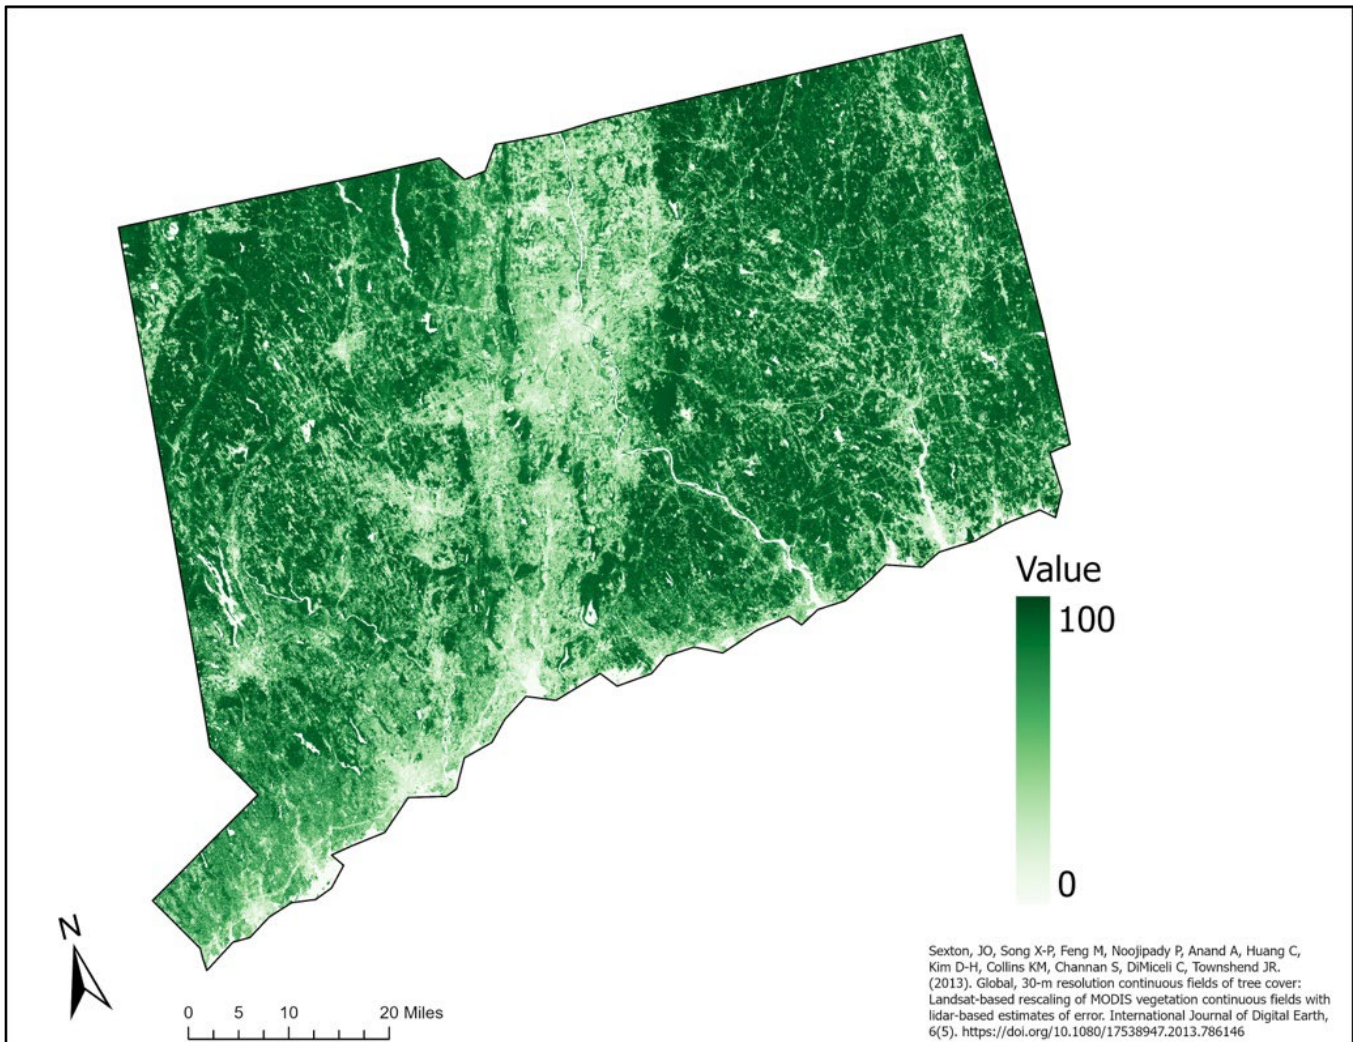 Value
100
0
N
0 5 10 20 Miles
Sexton, JO, Song X-P, Feng M, Noojipady P, Anand A, Huang C,
Kim D-H, Collins KM, Channan S, DiMiceli C, Townshend JR.
(2013). Global, 30-m resolution continuous fields of tree cover:
Landsat-based rescaling of MODIS vegetation continuous fields with
lidar-based estimates of error. International Journal of Digital Earth,
6(5). https://doi.org/10.1080/17538947.2013.786146